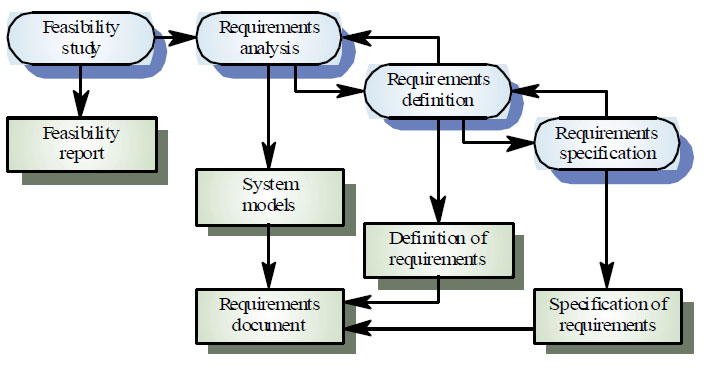 Feasibility
study
Requirements
analysis
Requirements
definition
Requirements
specification
Feasibility
report
System
models
Definition of
requirements
Requirements
document
Specification of
requirements